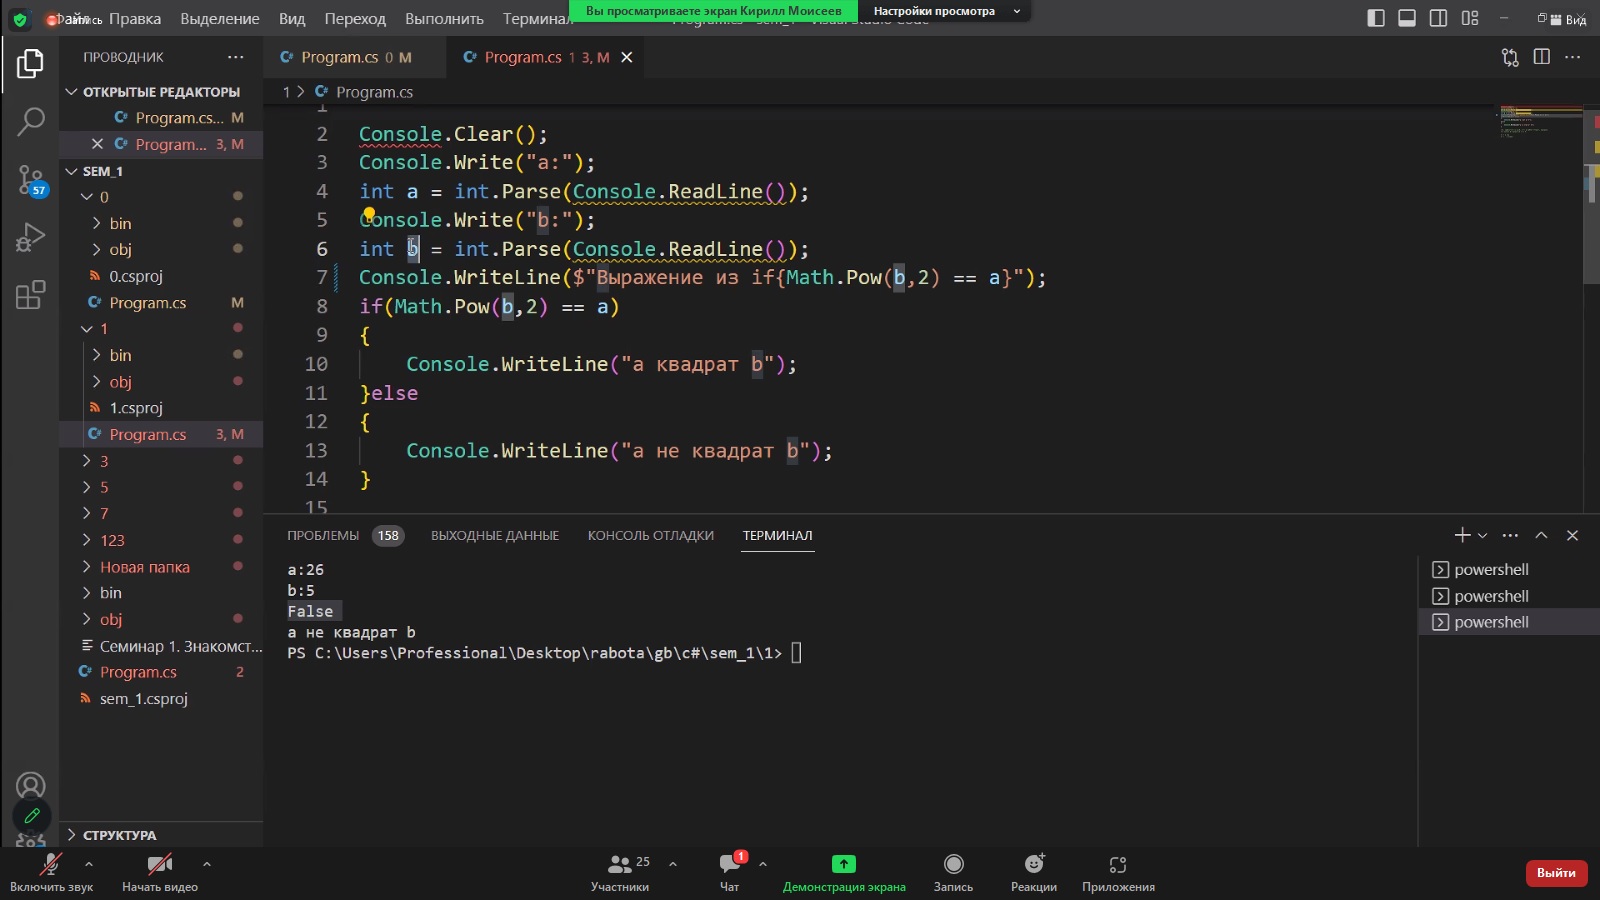 Файл Правка Выделение Вид Переход Выполнить Терминал
Запись
Вы просматриваете экран Кирилл Моисеев
Настройки просмотра
Вид
ПРОВОДНИК
ОТКРЫТЫЕ РЕДАКТОРЫ
Program.cs... M
Program... 3, M
SEM_1
57
0
bin
obj
0.csproj
Program.cs M
1
bin
obj
1.csproj
Program.cs 3, M
3
5
7
123
Новая папка
bin
obj
Семинар 1. Знакомст...
Program.cs 2
sem_1.csproj
СТРУКТУРА
Program.cs 0 M
Program.cs 1 3, M
1 > Program.cs
1
2 Console.Clear();
3 Console.Write("a:");
4 int a = int.Parse(Console.ReadLine());
5 Console.Write("b:");
6 int b = int.Parse(Console.ReadLine());
7 Console.WriteLine($"Выражение из if{Math.Pow(b,2) == a}");
8 if(Math.Pow(b,2) == a)
9 {
10 Console.WriteLine("а квадрат b");
11 }else
12 {
13 Console.WriteLine("а не квадрат b");
14 }
15
ПРОБЛЕМЫ 158 ВЫХОДНЫЕ ДАННЫЕ КОНСОЛЬ ОТЛАДКИ ТЕРМИНАЛ
a:26
b:5
False
а не квадрат b
PS C:\Users\Professional\Desktop\rabota\gb\c#\sem_1\1>
powershell
powershell
powershell
Включить звук
Начать видео
25
Участники
1
Чат
Демонстрация экрана
Запись
Реакции
Приложения
Выйти